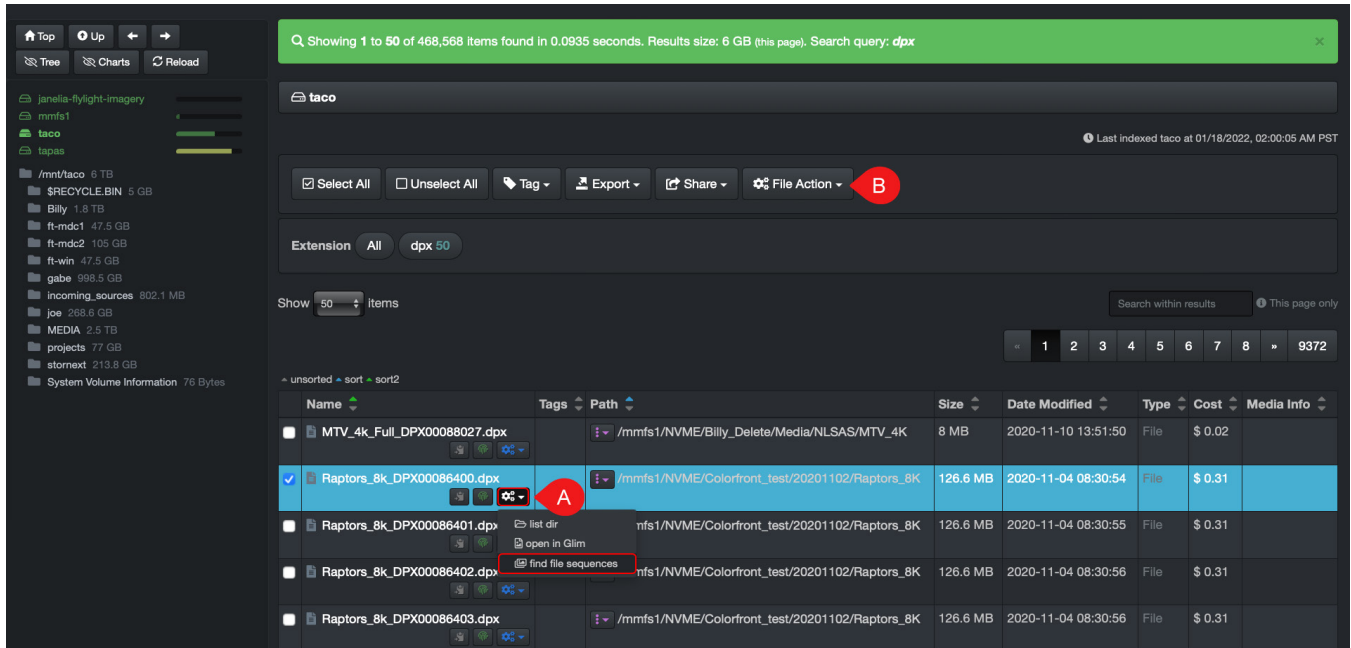 Top Up
Tree Charts Reload
janelia-flylight-imagery
mmfs1
taco
tapas
/mnt/taco 6 TB
$RECYCLE.BIN 5 GB
Billy 1.8 TB
ft-mdc1 47.5 GB
ft-mdc2 105 GB
ft-win 47.5 GB
gabe 998.5 GB
incoming_sources 802.1 MB
joe 268.6 GB
MEDIA 2.5 TB
projects 77 GB
stornext 213.8 GB
System Volume Information 76 Bytes
Showing 1 to 50 of 468,568 items found in 0.0935 seconds. Results size: 6 GB (this page). Search query: dpx ×
taco
Last indexed taco at 01/18/2022, 02:00:05 AM PST
Select All Unselect All Tag Export Share File Action B
Extension All dpx 50
Show 50 items Search within results This page only
« 1 2 3 4 5 6 7 8 » 9372
unsorted sort sort2
Name Tags Path Size Date Modified Type Cost Media Info
MTV_4k_Full_DPX00088027.dpx /mmfs1/NVME/Billy_Delete/Media/NLSAS/MTV_4K 8 MB 2020-11-10 13:51:50 File $ 0.02
Raptors_8k_DPX00086400.dpx /mmfs1/NVME/Colorfront_test/20201102/Raptors_8K 126.6 MB 2020-11-04 08:30:54 File $ 0.31
A
Raptors_8k_DPX00086401.dpx mfs1/NVME/Colorfront_test/20201102/Raptors_8K 126.6 MB 2020-11-04 08:30:55 File $ 0.31
list dir
open in Glim
find file sequences
Raptors_8k_DPX00086402.dpx mfs1/NVME/Colorfront_test/20201102/Raptors_8K 126.6 MB 2020-11-04 08:30:56 File $ 0.31
Raptors_8k_DPX00086403.dpx /mmfs1/NVME/Colorfront_test/20201102/Raptors_8K 126.6 MB 2020-11-04 08:30:56 File $ 0.31